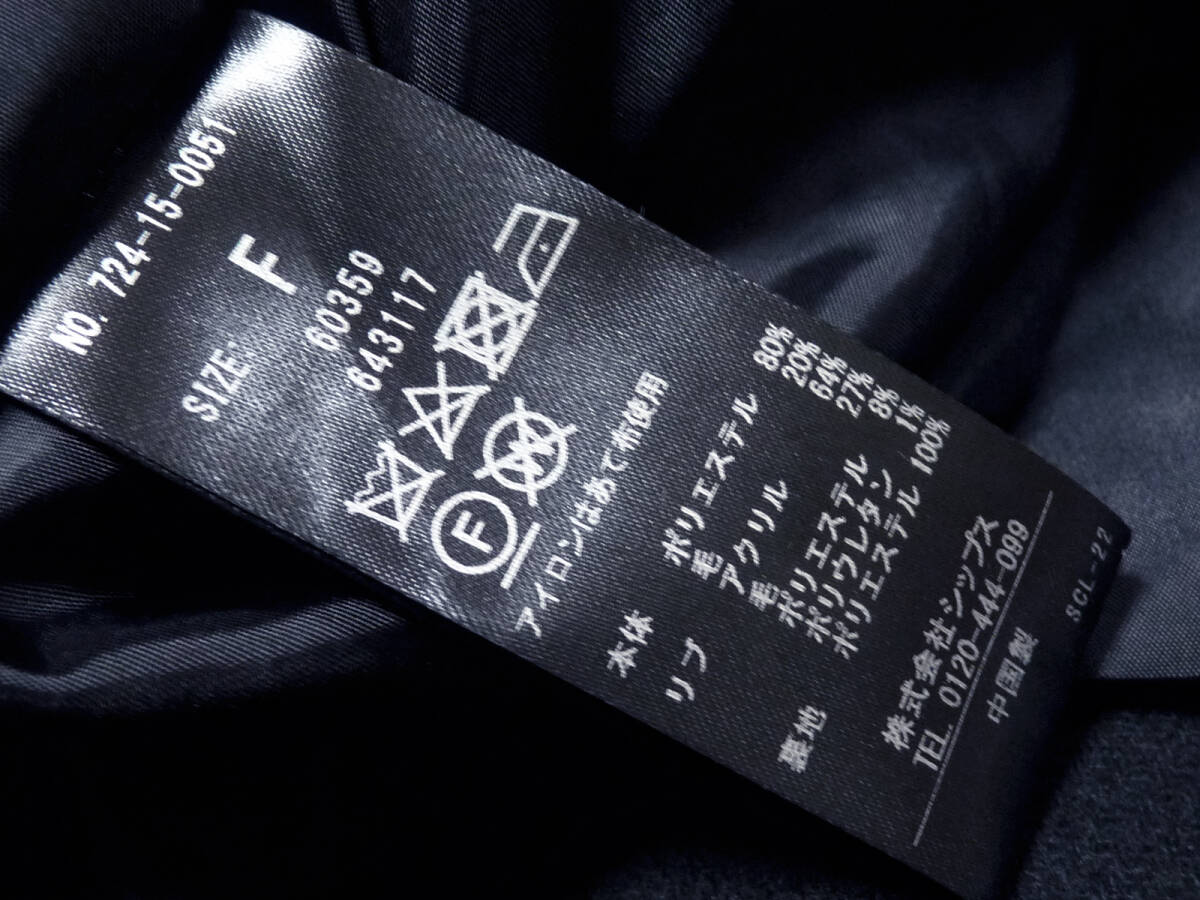 NO. 724-15-0051
SIZE: F
60359
643117
F
W
アイロンはあて布使用
本体 ポリエステル 80%
毛 20%
リブ アクリル 64%
毛 27%
ポリエステル 8%
ポリウレタン 1%
裏地 ポリエステル 100%
株式会社シップス
TEL. 0120-444-099
中国製
SCL-22